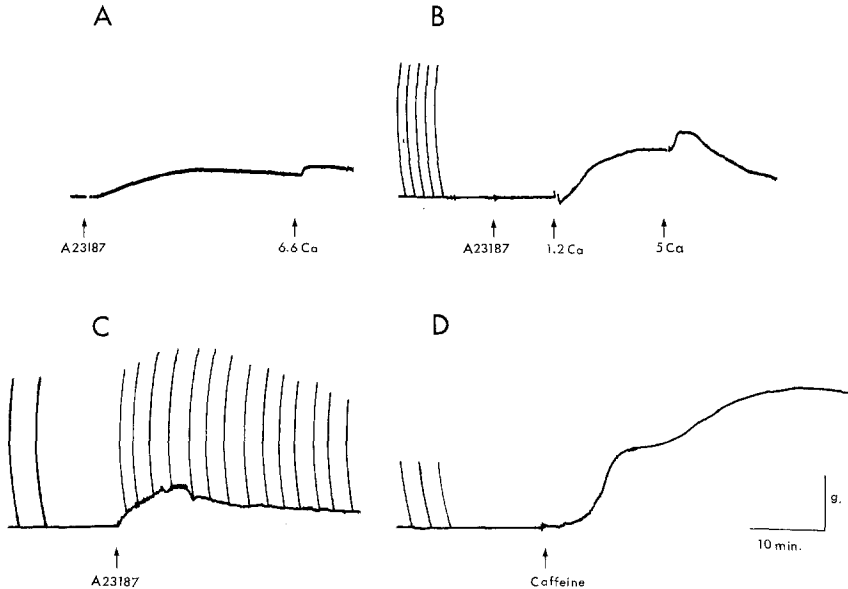 A
B
A23187
6.6 Ca
A23187
1.2 Ca
5 Ca
C
D
A23187
Caffeine
g.
10 min.